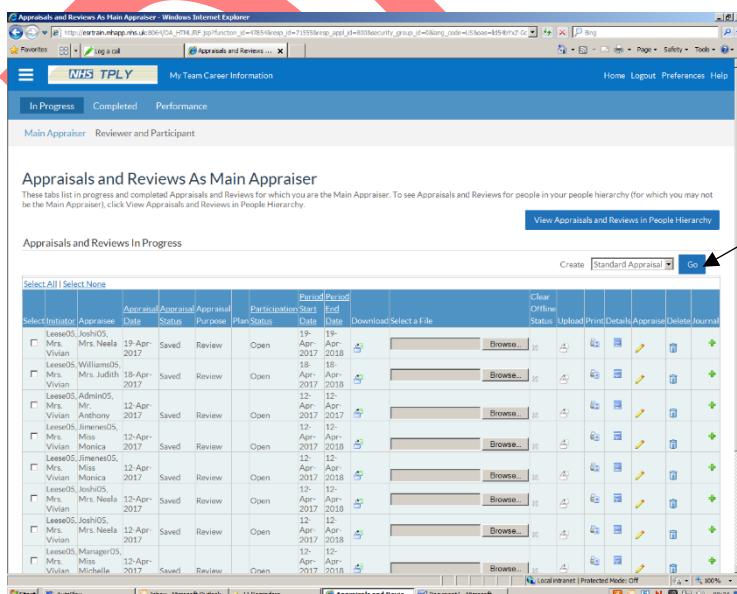 Appraisals and Reviews As Main Appraiser - Windows Internet Explorer
Favorites Log a call Appraisals and Reviews ... Page Safety Tools
Bing
NHS TPLY My Team Career Information Home Logout Preferences Help
In Progress Completed Performance
Main Appraiser Reviewer and Participant
Appraisals and Reviews As Main Appraiser
These tabs list in progress and completed Appraisals and Reviews for which you are the Main Appraiser. To see Appraisals and Reviews for people in your people hierarchy (for which you may not
be the Main Appraiser), click View Appraisals and Reviews in People Hierarchy.
View Appraisals and Reviews in People Hierarchy
Appraisals and Reviews In Progress
Create Standard Appraisal Go
Select All | Select None
Select Initiator Appraisee Appraisal Date Appraisal Status Appraisal Purpose Plan Participation Status Period Start Date Period End Date Download Select a File Clear Offline Status Upload Print Details Appraise Delete Journal
Leese05, Mrs. Vivian Joshi05, Mrs. Neela 19-Apr-2017 Saved Review Open 19-Apr-2017 19-Apr-2018 Browse...
Leese05, Mrs. Vivian Williams05, Mrs. Judith 18-Apr-2017 Saved Review Open 18-Apr-2017 18-Apr-2018 Browse...
Leese05, Mrs. Vivian Admin05, Mr. Anthony 12-Apr-2017 Saved Review Open 12-Apr-2017 12-Apr-2017 Browse...
Leese05, Mrs. Vivian Jimenes05, Miss Monica 12-Apr-2017 Saved Review Open 12-Apr-2017 12-Apr-2018 Browse...
Leese05, Mrs. Vivian Jimenes05, Miss Monica 12-Apr-2017 Saved Review Open 12-Apr-2017 12-Apr-2018 Browse...
Leese05, Mrs. Vivian Joshi05, Mrs. Neela 12-Apr-2017 Saved Review Open 12-Apr-2017 12-Apr-2018 Browse...
Leese05, Mrs. Vivian Joshi05, Mrs. Neela 12-Apr-2017 Saved Review Open 12-Apr-2017 12-Apr-2018 Browse...
Leese05, Mrs. Vivian Manager05, Miss Michelle 12-Apr-2017 Saved Review Open 12-Apr-2017 12-Apr-2018 Browse...
Local intranet | Protected Mode: Off 100%